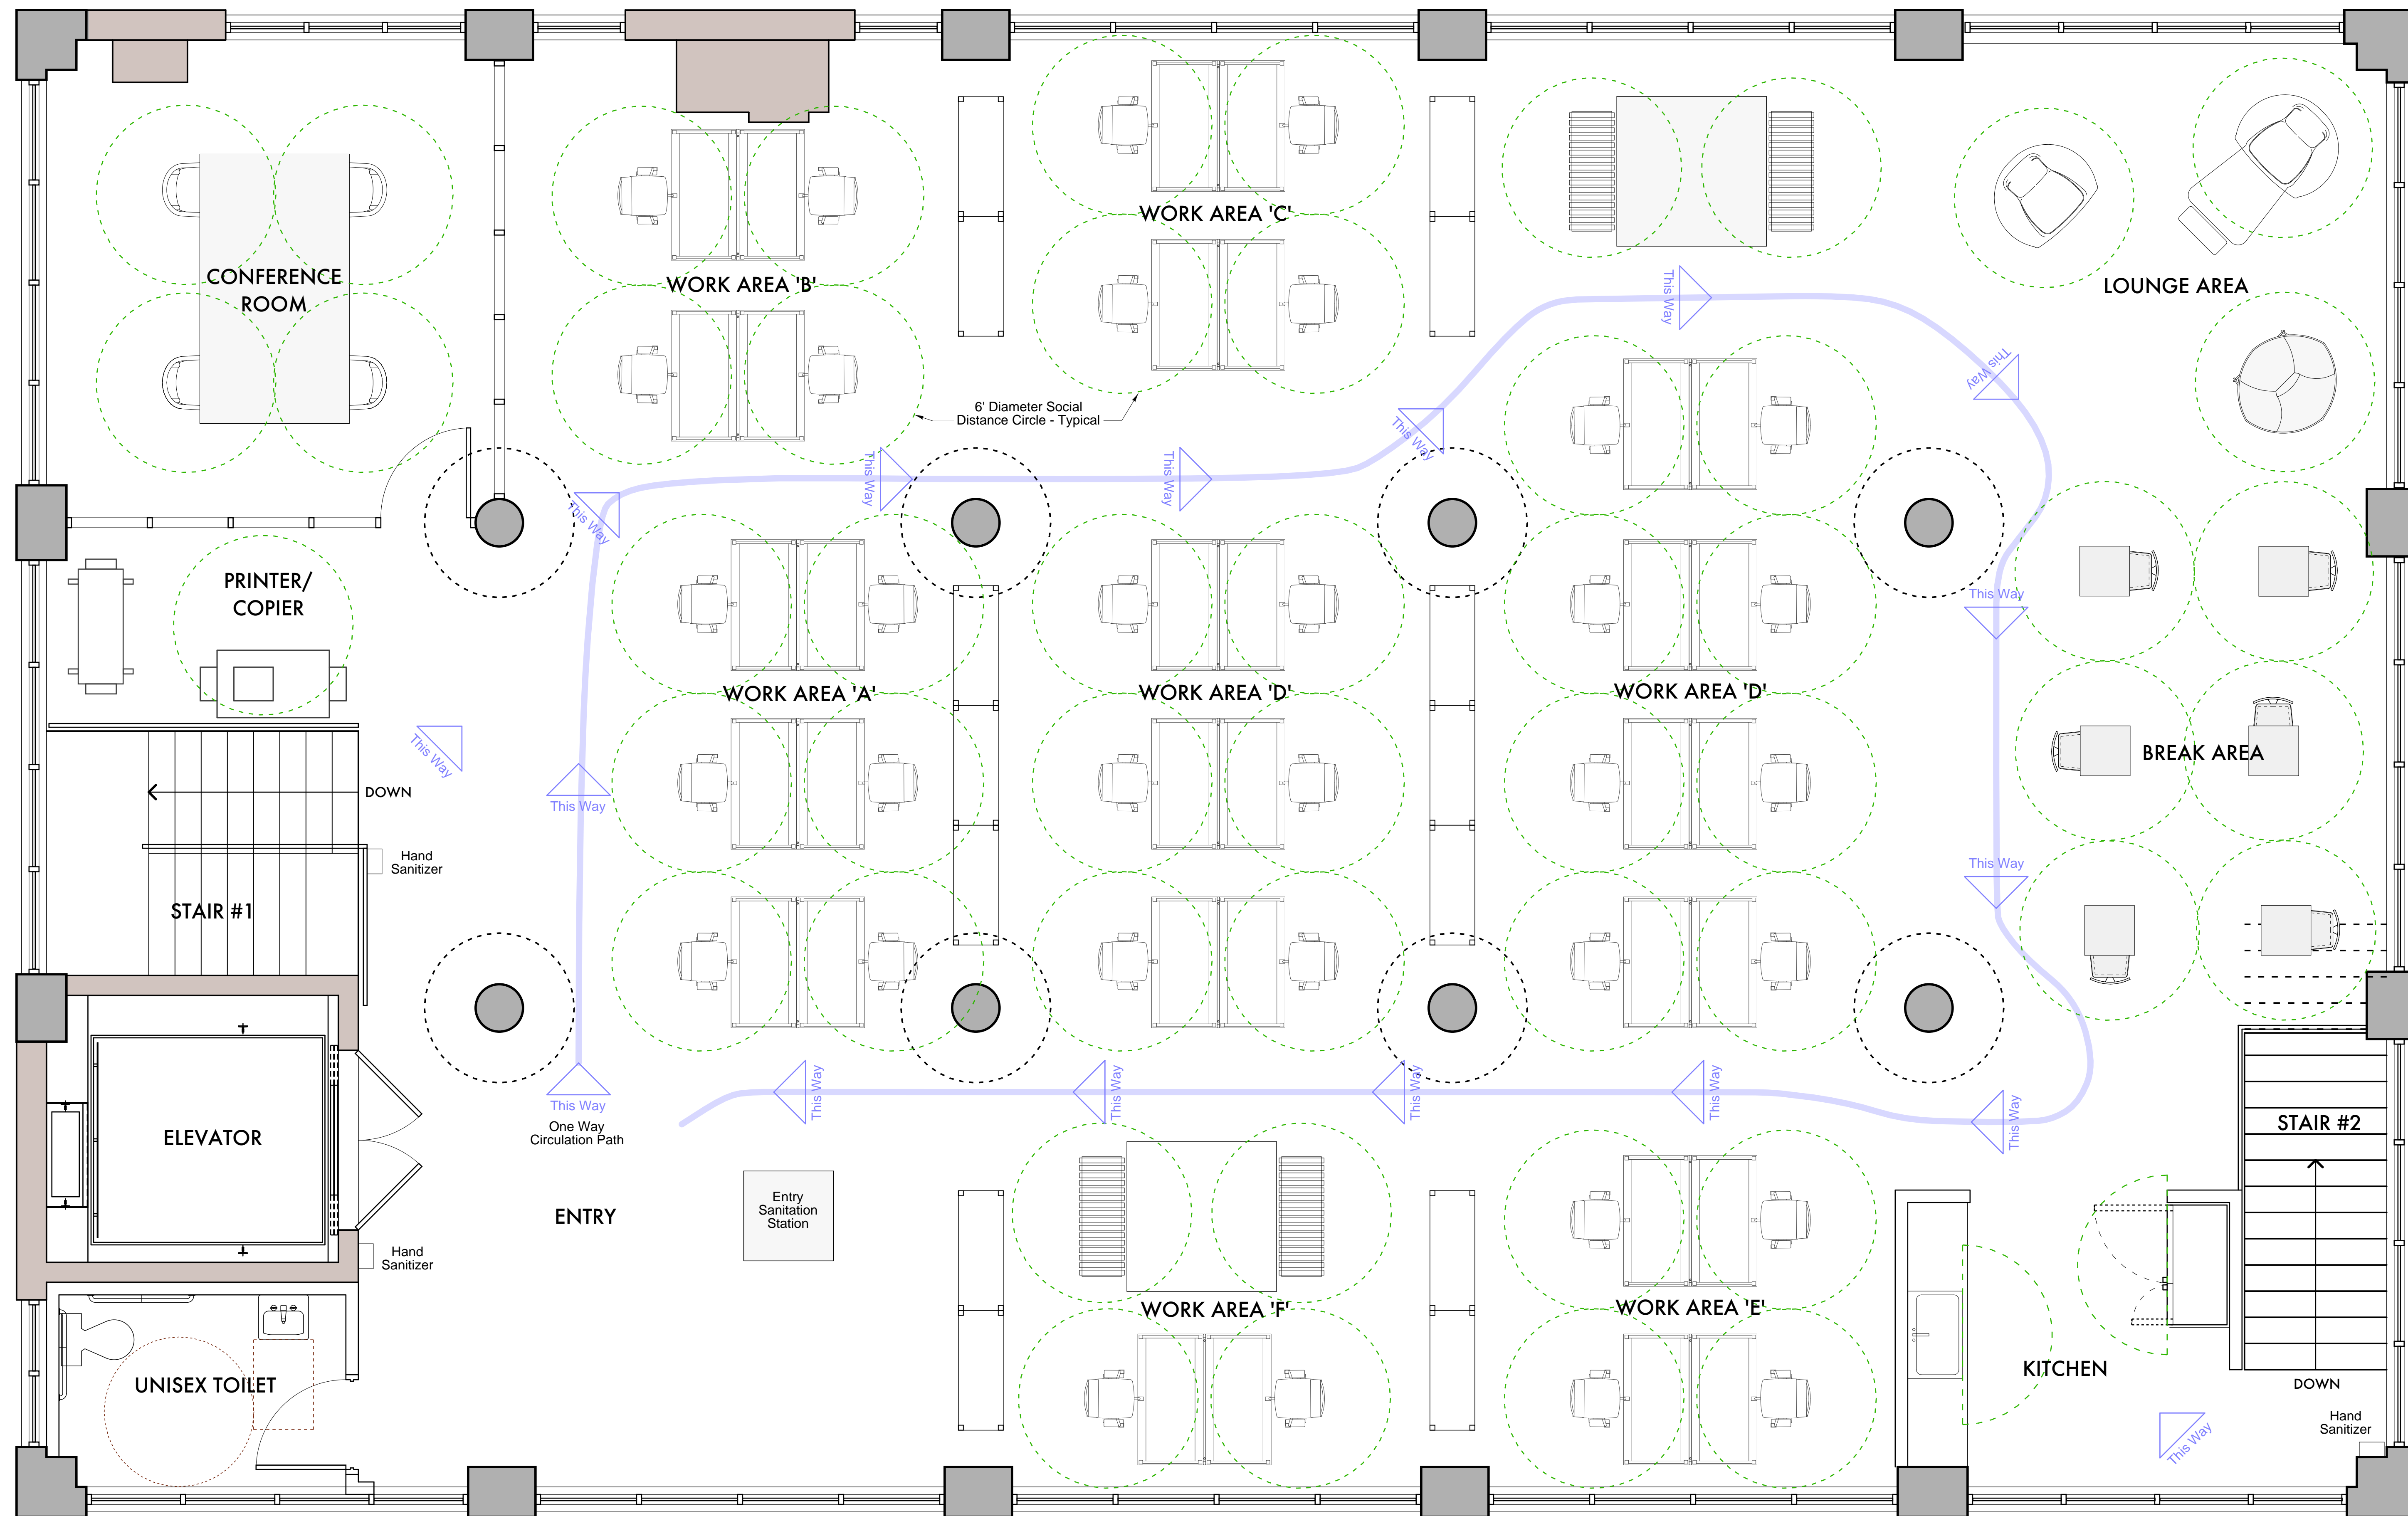 CONFERENCE
ROOM
WORK AREA 'B'
WORK AREA 'C'
LOUNGE AREA
6' Diameter Social
Distance Circle - Typical
This Way
This Way
This Way
This Way
This Way
This Way
PRINTER/
COPIER
WORK AREA 'A'
WORK AREA 'D'
WORK AREA 'D'
This Way
BREAK AREA
This Way
DOWN
This Way
Hand
Sanitizer
This Way
STAIR #1
ELEVATOR
This Way
One Way
Circulation Path
This Way
This Way
This Way
This Way
This Way
STAIR #2
ENTRY
Entry
Sanitation
Station
Hand
Sanitizer
WORK AREA 'F'
WORK AREA 'E'
UNISEX TOILET
KITCHEN
DOWN
Hand
Sanitizer
This Way